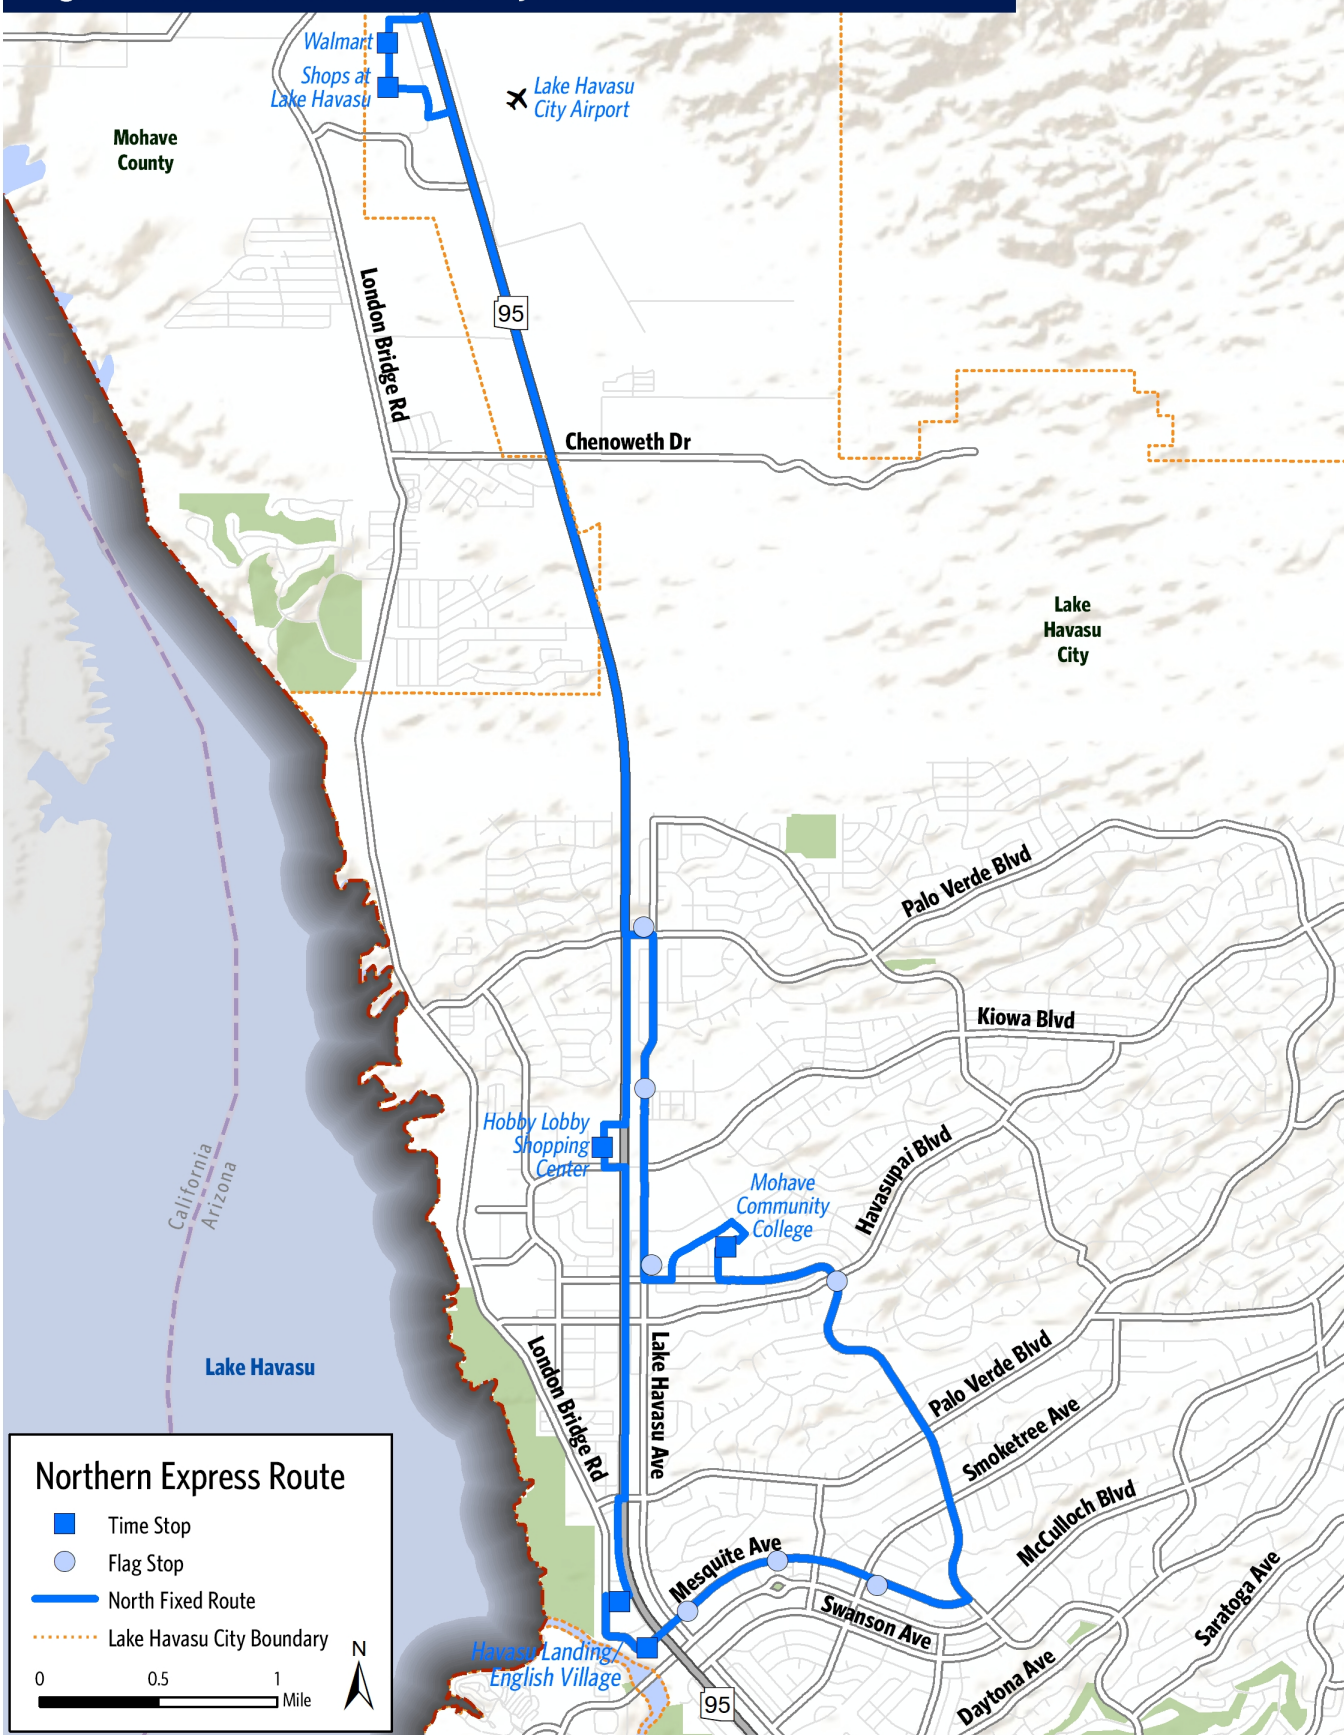 Walmart
Shops at
Lake Havasu
Lake Havasu
City Airport
Mohave
County
London Bridge Rd
95
Chenoweth Dr
Lake
Havasu
City
Palo Verde Blvd
Kiowa Blvd
Hobby Lobby
Shopping
Center
Mohave
Community
College
Havasupai Blvd
California
Arizona
Lake Havasu
London Bridge Rd
Lake Havasu Ave
Palo Verde Blvd
Smoketree Ave
McCulloch Blvd
Mesquite Ave
Swanson Ave
Saratoga Ave
Daytona Ave
Havasu Landing/
English Village
95
Northern Express Route
Time Stop
Flag Stop
North Fixed Route
Lake Havasu City Boundary
N
0 0.5 1
Mile